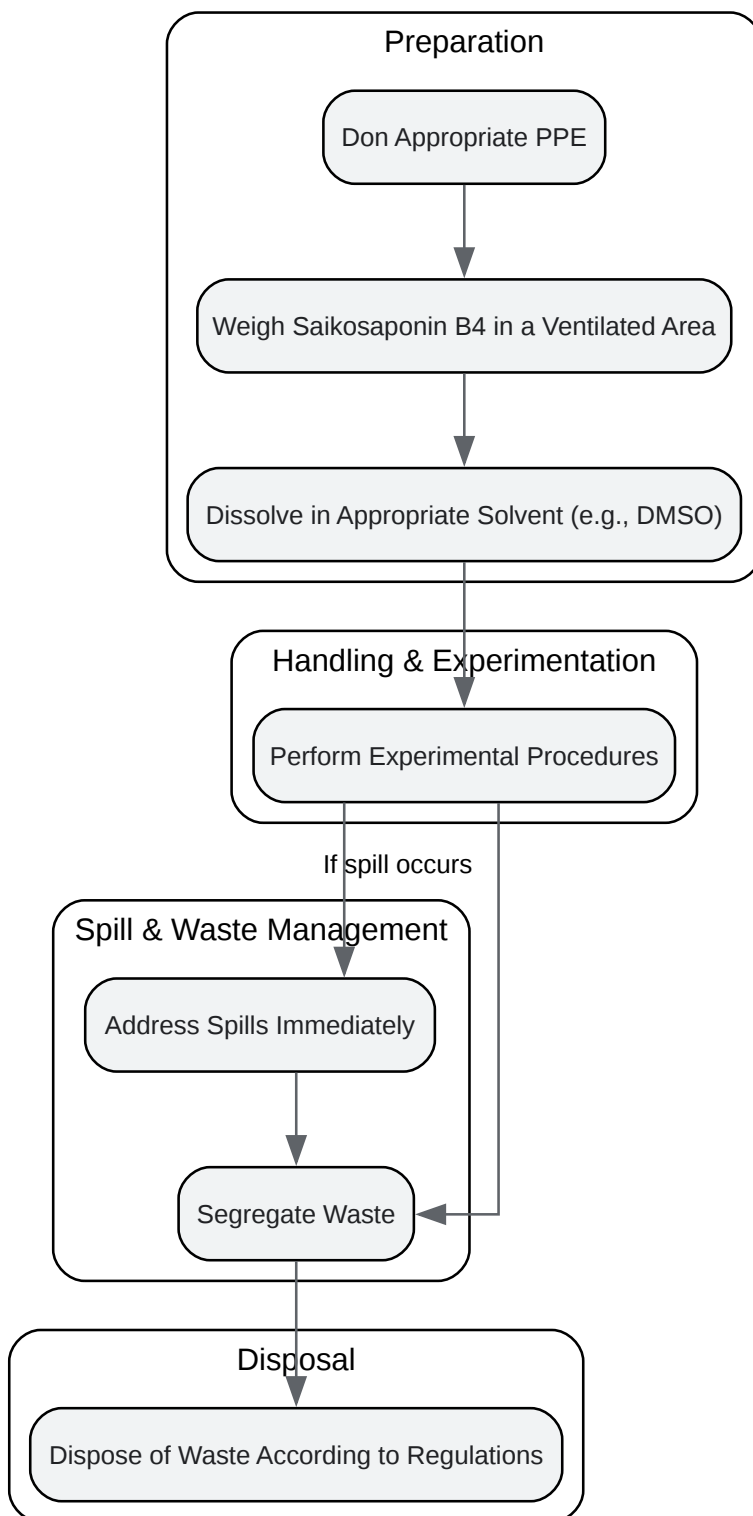 Preparation
Don Appropriate PPE
Weigh Saikosaponin B4 in a Ventilated Area
Dissolve in Appropriate Solvent (e.g., DMSO)
Handling & Experimentation
Perform Experimental Procedures
If spill occurs
Spill & Waste Management
Address Spills Immediately
Segregate Waste
Disposal
Dispose of Waste According to Regulations